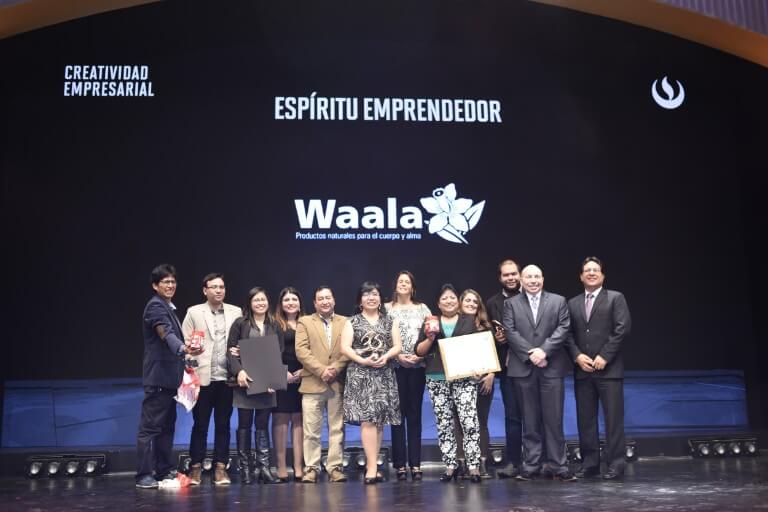 CREATIVIDAD
EMPRESARIAL
ESPÍRITU EMPRENDEDOR
Waala
Productos naturales para el cuerpo y alma